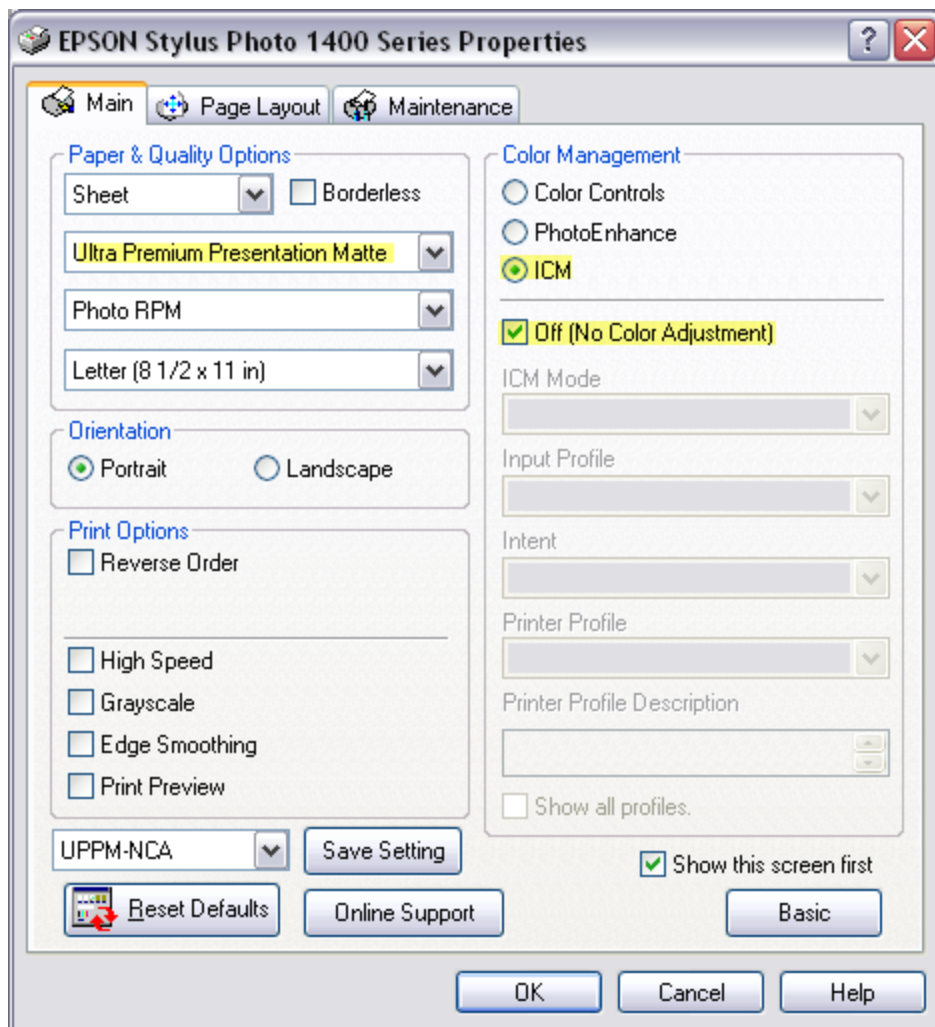 EPSON Stylus Photo 1400 Series Properties
?
Main
Page Layout
Maintenance
Paper & Quality Options
Sheet
Borderless
Ultra Premium Presentation Matte
Photo RPM
Letter (8 1/2 x 11 in)
Orientation
Portrait
Landscape
Print Options
Reverse Order
High Speed
Grayscale
Edge Smoothing
Print Preview
Color Management
Color Controls
PhotoEnhance
ICM
Off (No Color Adjustment)
ICM Mode
Input Profile
Intent
Printer Profile
Printer Profile Description
Show all profiles.
UPPM-NCA
Save Setting
Show this screen first
Reset Defaults
Online Support
Basic
OK
Cancel
Help